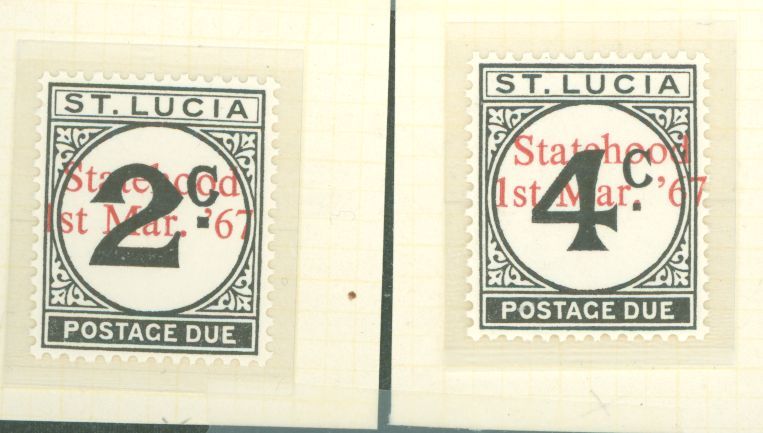 ST. LUCIA
Statehood
1st Mar. '67
2c.
POSTAGE DUE
ST. LUCIA
Statehood
1st Mar. '67
4c.
POSTAGE DUE